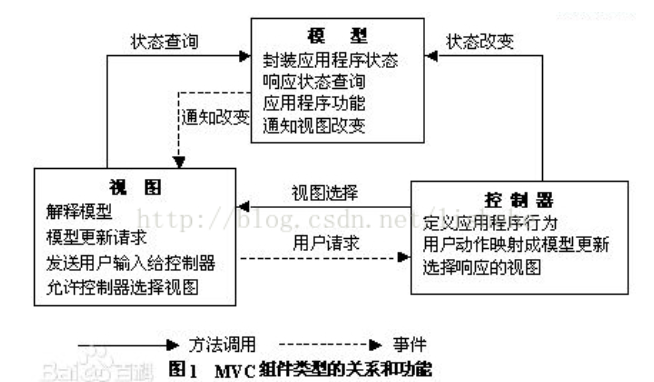 模 型
封装应用程序状态
响应状态查询
应用程序功能
通知视图改变
状态查询
状态改变
通知改变
视 图
解释模型
模型更新请求
发送用户输入给控制器
允许控制器选择视图
视图选择
用户请求
控 制 器
定义应用程序行为
用户动作映射成模型更新
选择响应的视图
http://blog.csdn.net/
方法调用
事件
Bai 百科
图1 MVC组件类型的关系和功能